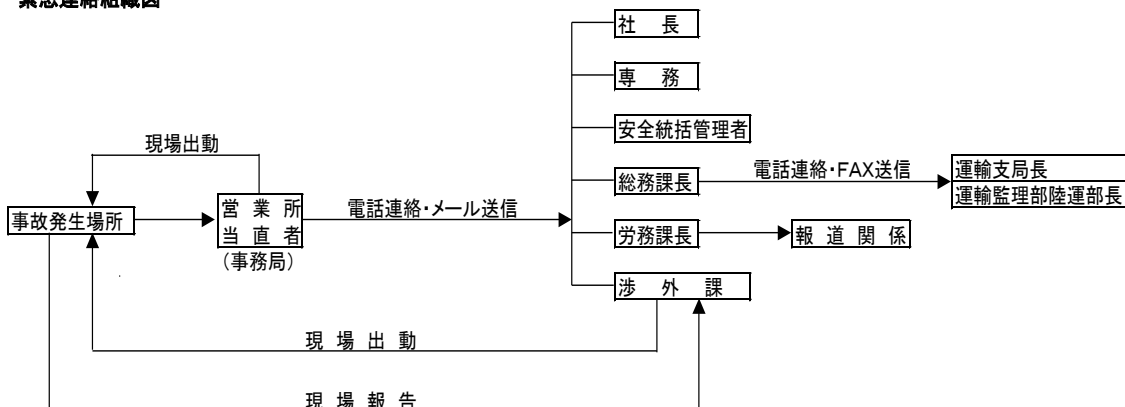 緊急連絡組織図
社　長
専　務
安全統括管理者
現場出動
総務課長
電話連絡・FAX送信
運輸支局長
運輸監理部陸運部長
事故発生場所
営業所
当直者
(事務局)
電話連絡・メール送信
労務課長
報道関係
渉　外　課
現場出動
現場報告